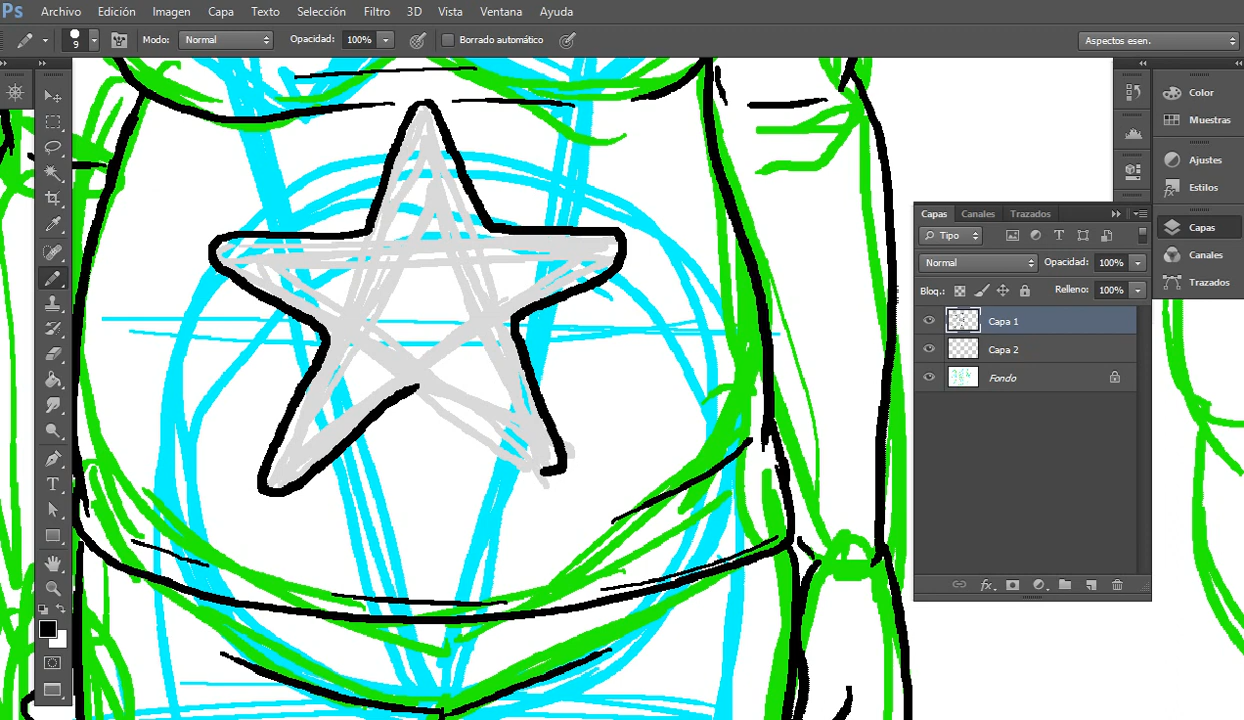 Ps Archivo Edición Imagen Capa Texto Selección Filtro 3D Vista Ventana Ayuda
9 Modo: Normal Opacidad: 100% Borrado automático Aspectos esen.
Color
Muestras
Ajustes
Estilos
Capas
Canales
Trazados
Capas Canales Trazados
Tipo
Normal Opacidad: 100%
Bloq.: Relleno: 100%
Capa 1
Capa 2
Fondo
T
fx